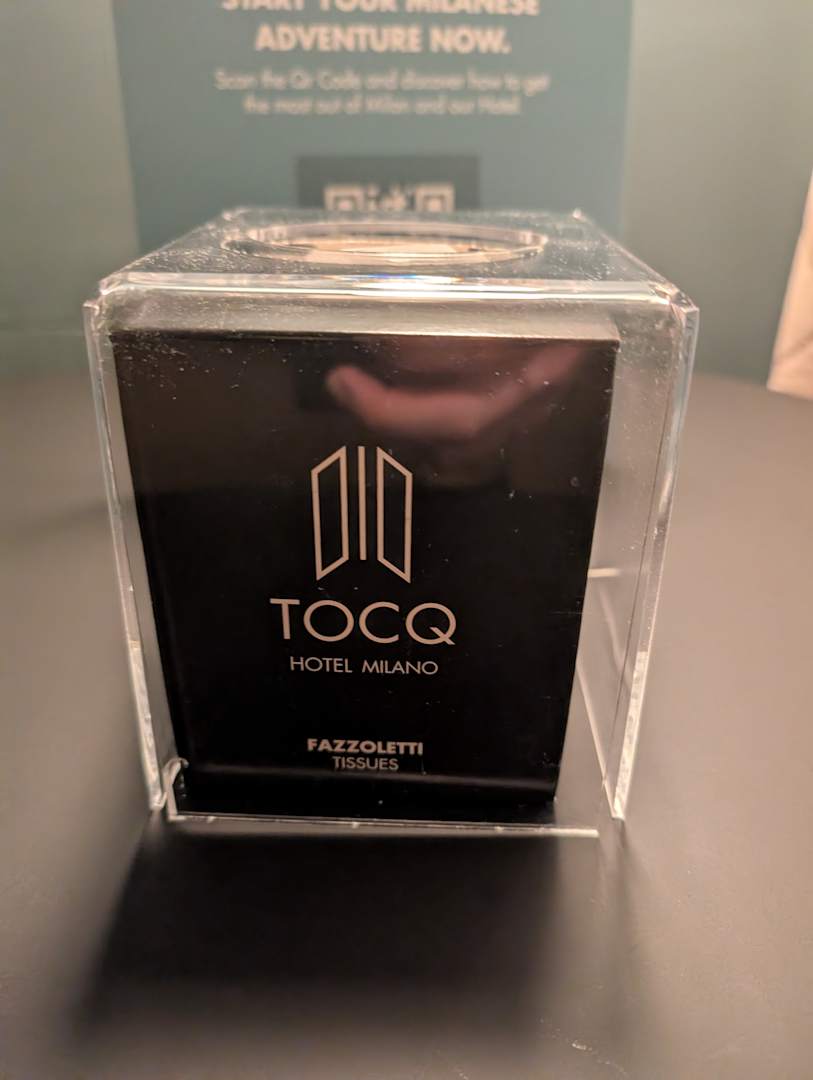 START YOUR MILANESE
ADVENTURE NOW.
Scan the Qr Code and discover how to get
the most out of Milan and our Hotel.
TOCQ
HOTEL MILANO
FAZZOLETTI
TISSUES